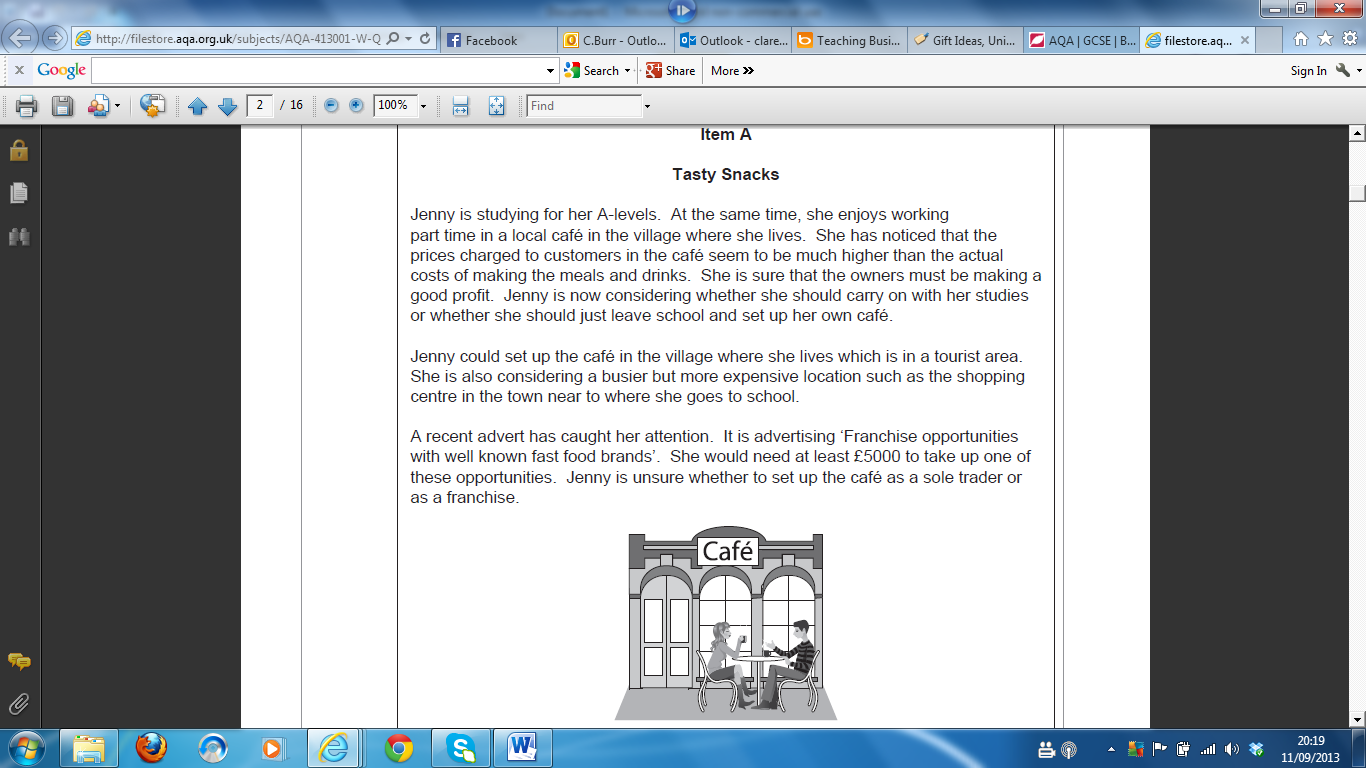 http://filestore.aqa.org.uk/subjects/AQA-413001-W-Q
Facebook
C.Burr - Outlo...
Outlook - clare...
Teaching Busi...
Gift Ideas, Uni...
AQA | GCSE | B...
filestore.aq...
x Google
Search
Share
More »
Sign In
2 / 16
100%
Find
Item A
Tasty Snacks
Jenny is studying for her A-levels. At the same time, she enjoys working
part time in a local café in the village where she lives. She has noticed that the
prices charged to customers in the café seem to be much higher than the actual
costs of making the meals and drinks. She is sure that the owners must be making a
good profit. Jenny is now considering whether she should carry on with her studies
or whether she should just leave school and set up her own café.
Jenny could set up the café in the village where she lives which is in a tourist area.
She is also considering a busier but more expensive location such as the shopping
centre in the town near to where she goes to school.
A recent advert has caught her attention. It is advertising ‘Franchise opportunities
with well known fast food brands’. She would need at least £5000 to take up one of
these opportunities. Jenny is unsure whether to set up the café as a sole trader or
as a franchise.
Café
20:19
11/09/2013